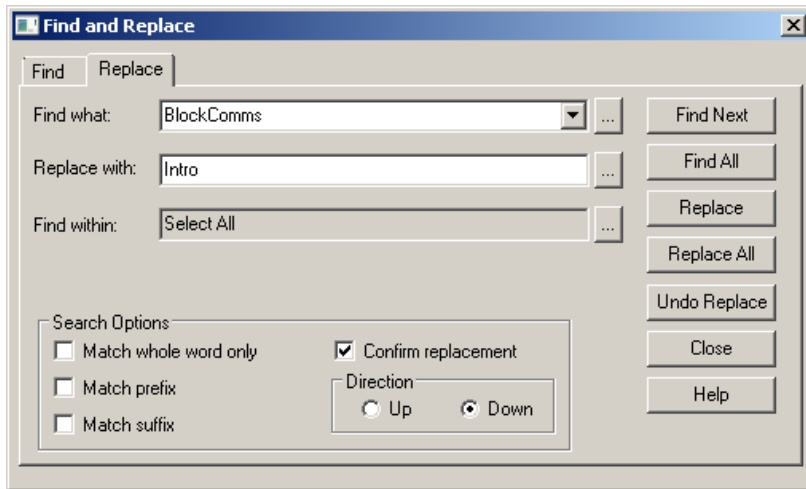 Find and Replace
Find
Replace
Find what:
BlockComms
...
Find Next
Replace with:
Intro
...
Find All
Find within:
Select All
...
Replace
Replace All
Undo Replace
Close
Help
Search Options
Match whole word only
Confirm replacement
Match prefix
Direction
Up
Down
Match suffix